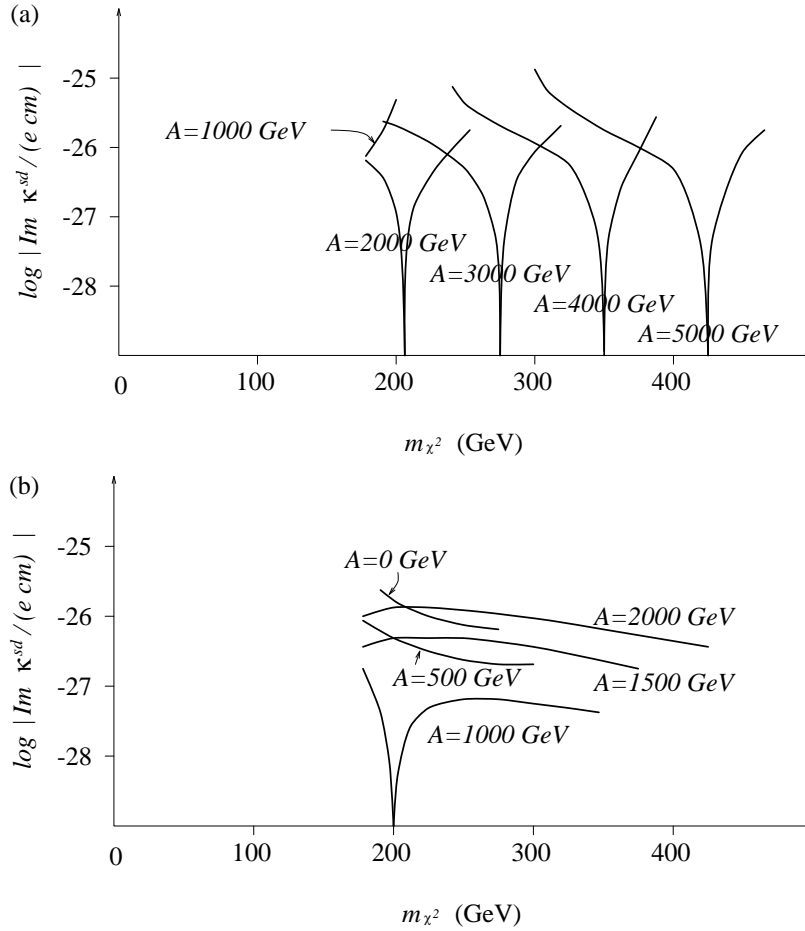 (a)
log | Im κ^sd / (e cm) |
-25
-26
-27
-28
A=1000 GeV
A=2000 GeV
A=3000 GeV
A=4000 GeV
A=5000 GeV
0
100
200
300
400
m_χ² (GeV)
(b)
log | Im κ^sd / (e cm) |
-25
-26
-27
-28
A=0 GeV
A=2000 GeV
A=500 GeV
A=1500 GeV
A=1000 GeV
0
100
200
300
400
m_χ² (GeV)